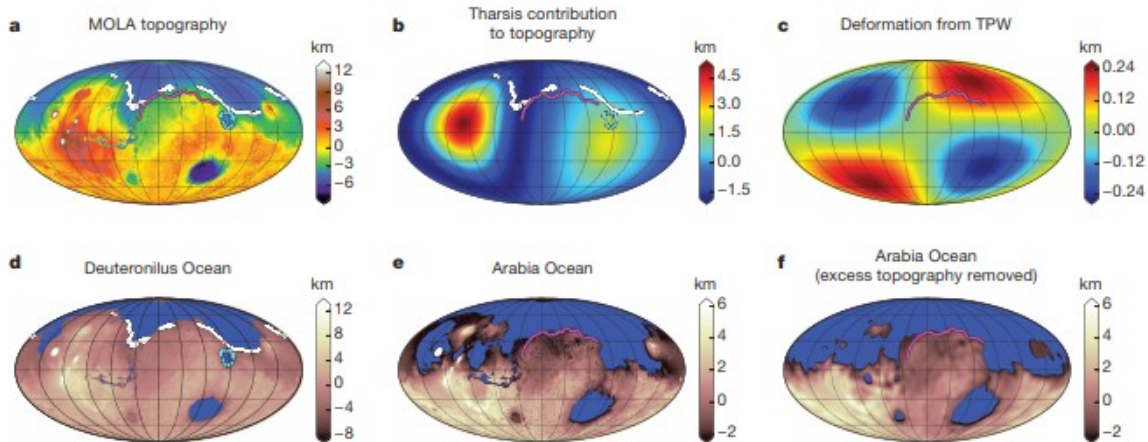 a MOLA topography
km
12
9
6
3
0
−3
−6
b Tharsis contribution
to topography
km
4.5
3.0
1.5
0.0
−1.5
c Deformation from TPW
km
0.24
0.12
0.00
−0.12
−0.24
d Deuteronilus Ocean
km
12
8
4
0
−4
−8
e Arabia Ocean
km
6
4
2
0
−2
f Arabia Ocean
(excess topography removed)
km
6
4
2
0
−2